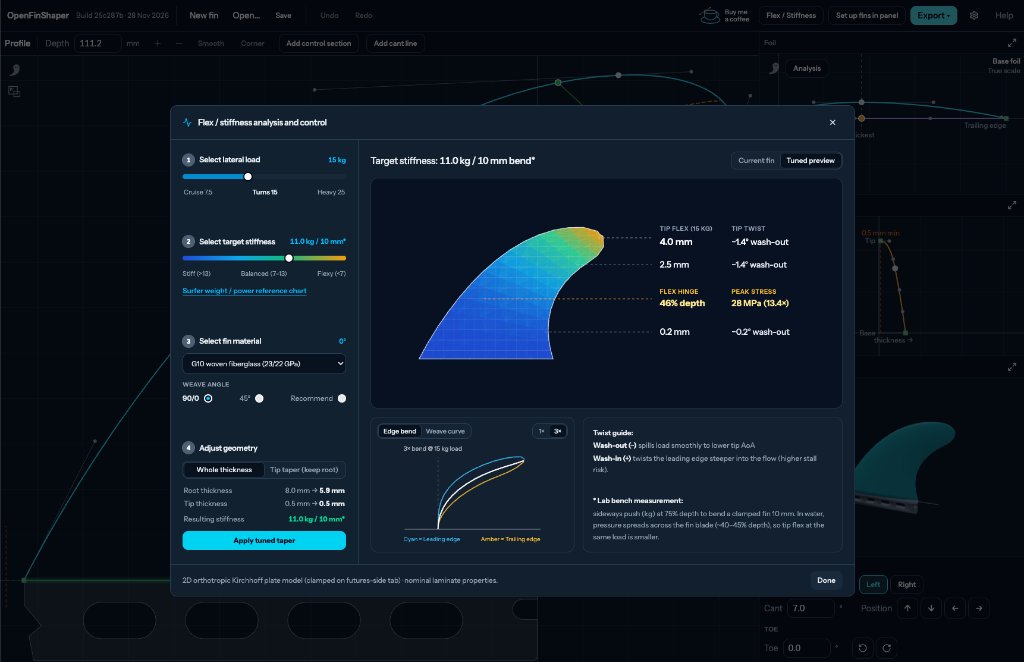 OpenFinShaper Build 25c287b · 28 Nov 2026 New fin Open... Save Undo Redo Buy me a coffee Flex / Stiffness Set up fins in panel Export Help
Profile Depth 111.2 mm + − Smooth Corner Add control section Add cant line
Foil
Analysis
Base foil
True scale
Trailing edge
0.5 mm min
Tip
Base
thickness →
Flex / stiffness analysis and control
1 Select lateral load 15 kg
Cruise 7.5 Turns 15 Heavy 25
2 Select target stiffness 11.0 kg / 10 mm*
Stiff (>13) Balanced (7–13) Flexy (<7)
Surfer weight / power reference chart
3 Select fin material 0°
G10 woven fiberglass (23/22 GPa)
WEAVE ANGLE
90/0 45° Recommend
4 Adjust geometry
Whole thickness Tip taper (keep root)
Root thickness 8.0 mm → 5.9 mm
Tip thickness 0.5 mm → 0.5 mm
Resulting stiffness 11.0 kg / 10 mm*
Apply tuned taper
Target stiffness: 11.0 kg / 10 mm bend*
Current fin Tuned preview
TIP FLEX (15 KG) TIP TWIST
4.0 mm −1.4° wash-out
2.5 mm −1.4° wash-out
FLEX HINGE PEAK STRESS
46% depth 28 MPa (13.4×)
0.2 mm −0.2° wash-out
Edge bend Weave curve 1× 3×
3× bend @ 15 kg load
Cyan = Leading edge Amber = Trailing edge
Twist guide:
Wash-out (−) spills load smoothly to lower tip AoA
Wash-in (+) twists the leading edge steeper into the flow (higher stall
risk).
* Lab bench measurement:
sideways push (kg) at 75% depth to bend a clamped fin 10 mm. In water,
pressure spreads across the fin blade (~40–45% depth), so tip flex at the
same load is smaller.
2D orthotropic Kirchhoff plate model (clamped on futures-side tab) · nominal laminate properties.
Done
Left Right
Cant 7.0 ° Position ↑ ↓ ← →
TOE
Toe 0.0 °